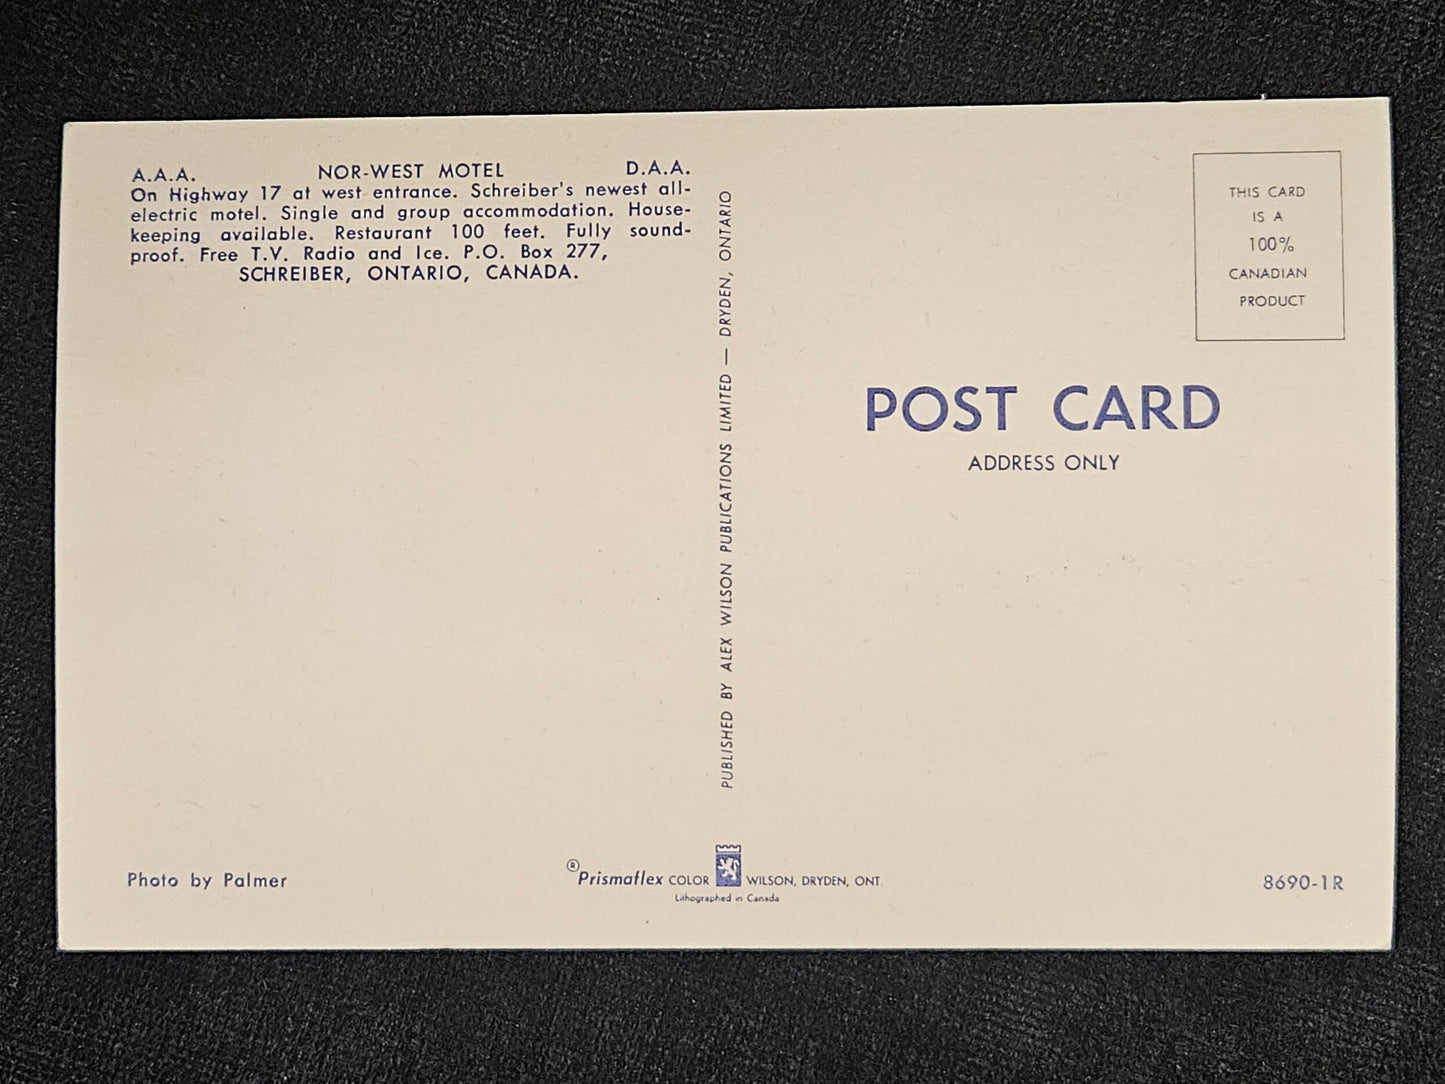 A.A.A. NOR-WEST MOTEL D.A.A.
On Highway 17 at west entrance. Schreiber's newest all-
electric motel. Single and group accommodation. House-
keeping available. Restaurant 100 feet. Fully sound-
proof. Free T.V. Radio and Ice. P.O. Box 277,
SCHREIBER, ONTARIO, CANADA.
PUBLISHED BY ALEX WILSON PUBLICATIONS LIMITED — DRYDEN, ONTARIO
THIS CARD
IS A
100%
CANADIAN
PRODUCT
POST CARD
ADDRESS ONLY
Photo by Palmer
® Prismaflex COLOR WILSON, DRYDEN, ONT.
Lithographed in Canada
8690-1R